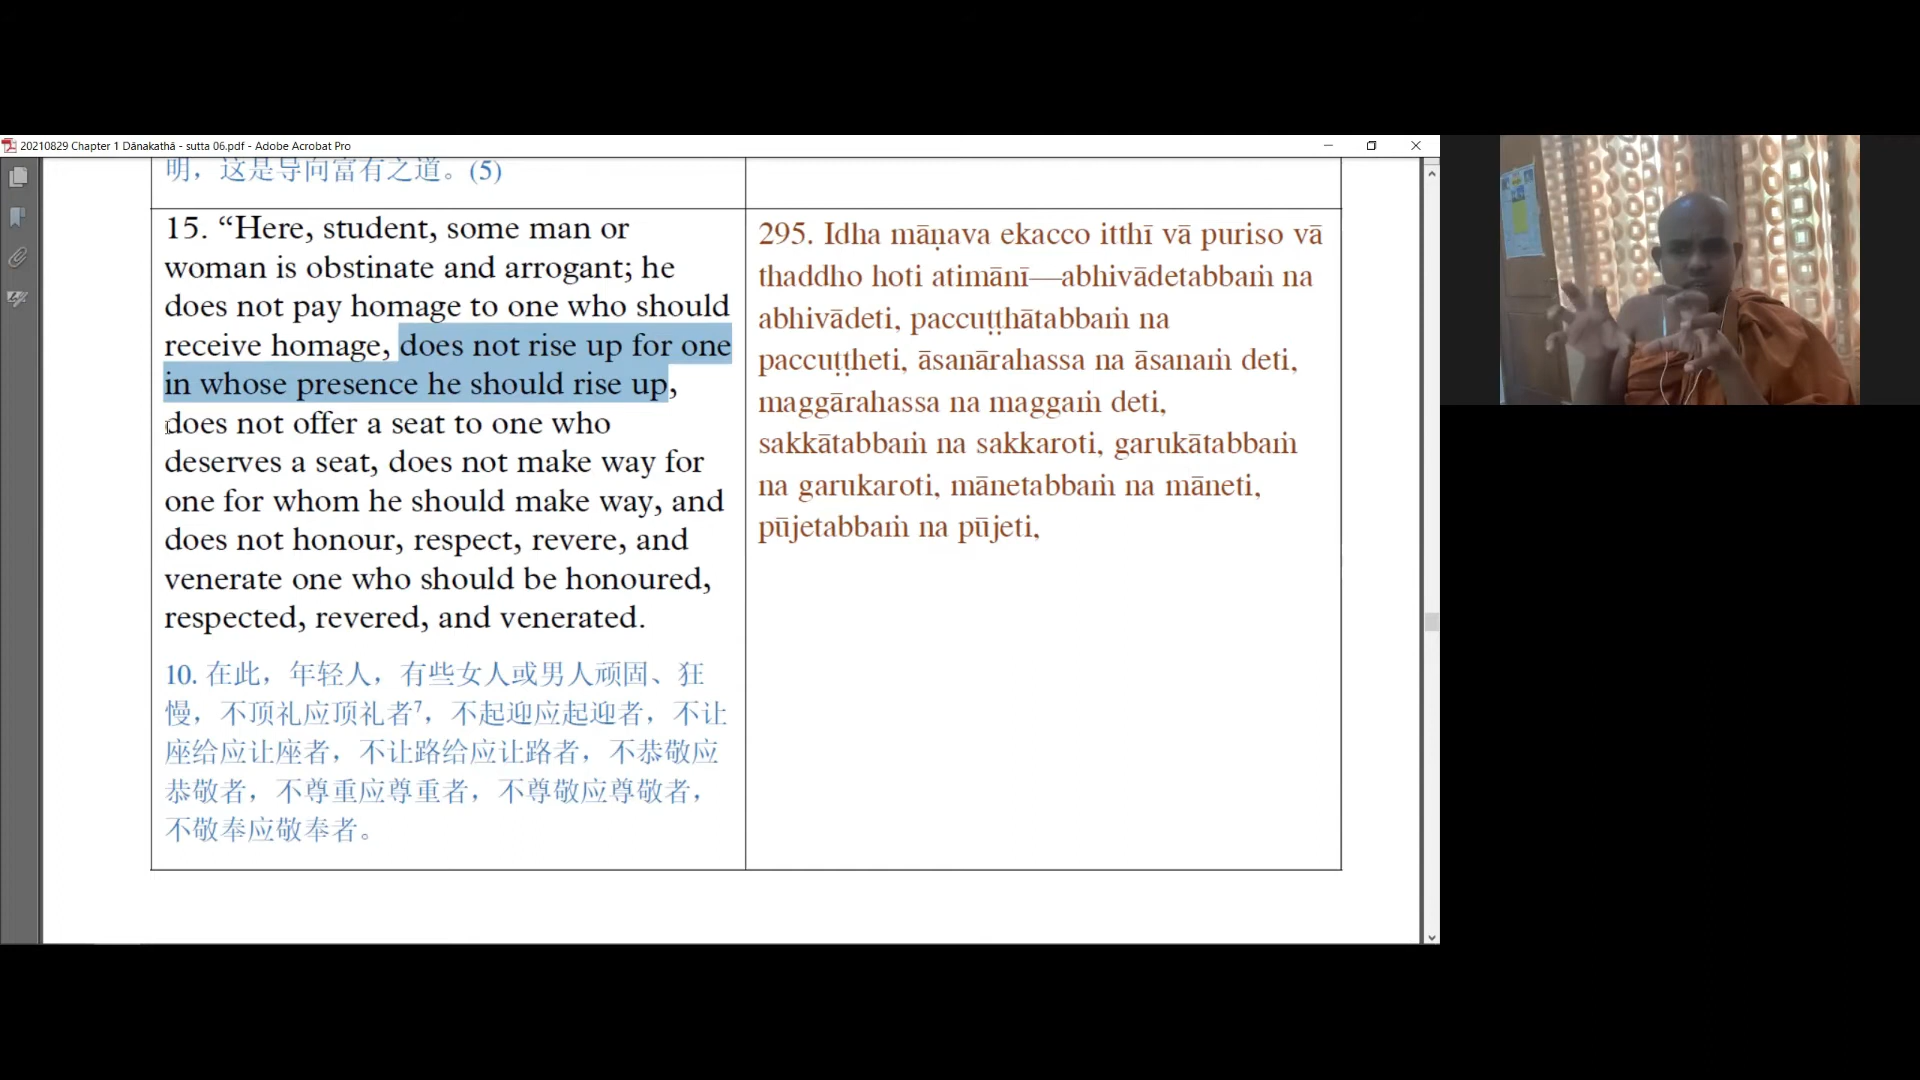 20210829 Chapter 1 Dānakathā - sutta 06.pdf - Adobe Acrobat Pro
明，这是导向富有之道。(5)
15. “Here, student, some man or
woman is obstinate and arrogant; he
does not pay homage to one who should
receive homage, does not rise up for one
in whose presence he should rise up,
does not offer a seat to one who
deserves a seat, does not make way for
one for whom he should make way, and
does not honour, respect, revere, and
venerate one who should be honoured,
respected, revered, and venerated.
10. 在此，年轻人，有些女人或男人顽固、狂
慢，不顶礼应顶礼者⁷，不起迎应起迎者，不让
座给应让座者，不让路给应让路者，不恭敬应
恭敬者，不尊重应尊重者，不尊敬应尊敬者，
不敬奉应敬奉者。
295. Idha māṇava ekacco itthī vā puriso vā
thaddho hoti atimānī—abhivādetabbaṁ na
abhivādeti, paccuṭṭhātabbaṁ na
paccuṭṭheti, āsanārahassa na āsanaṁ deti,
maggārahassa na maggaṁ deti,
sakkātabbaṁ na sakkaroti, garukātabbaṁ
na garukaroti, mānetabbaṁ na māneti,
pūjetabbaṁ na pūjeti,